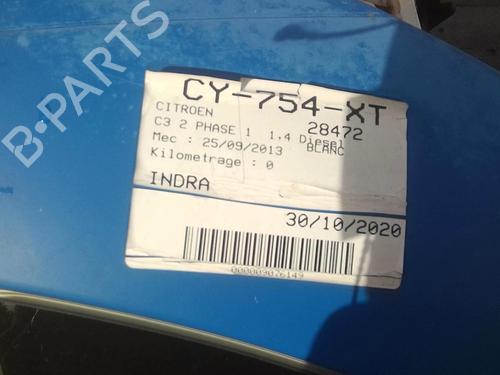 B-PARTS
CY-754-XT
CITROEN 28472
C3 2 PHASE 1 1.4 Diesel
Mec : 25/09/2013 BLANC
Kilometrage : 0
INDRA
30/10/2020
000009076149